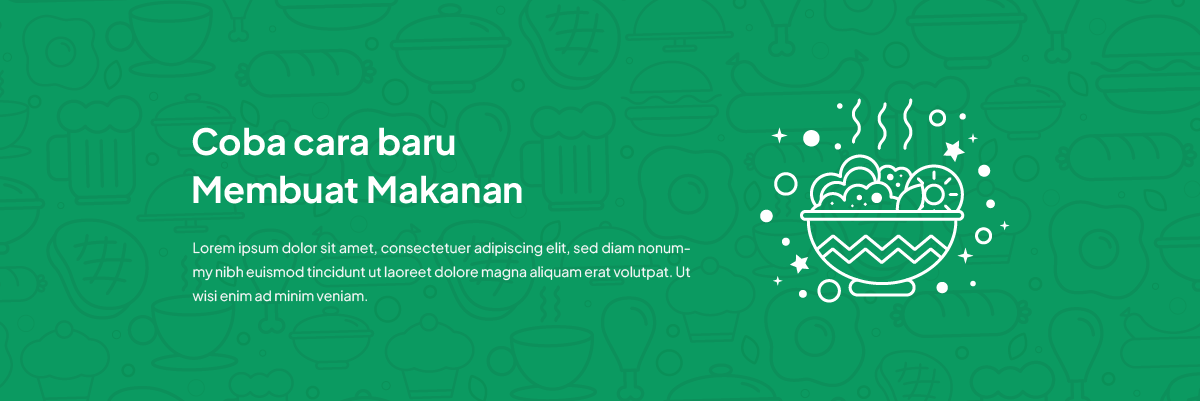 Coba cara baru
Membuat Makanan
Lorem ipsum dolor sit amet, consectetuer adipiscing elit, sed diam nonum-
my nibh euismod tincidunt ut laoreet dolore magna aliquam erat volutpat. Ut
wisi enim ad minim veniam.